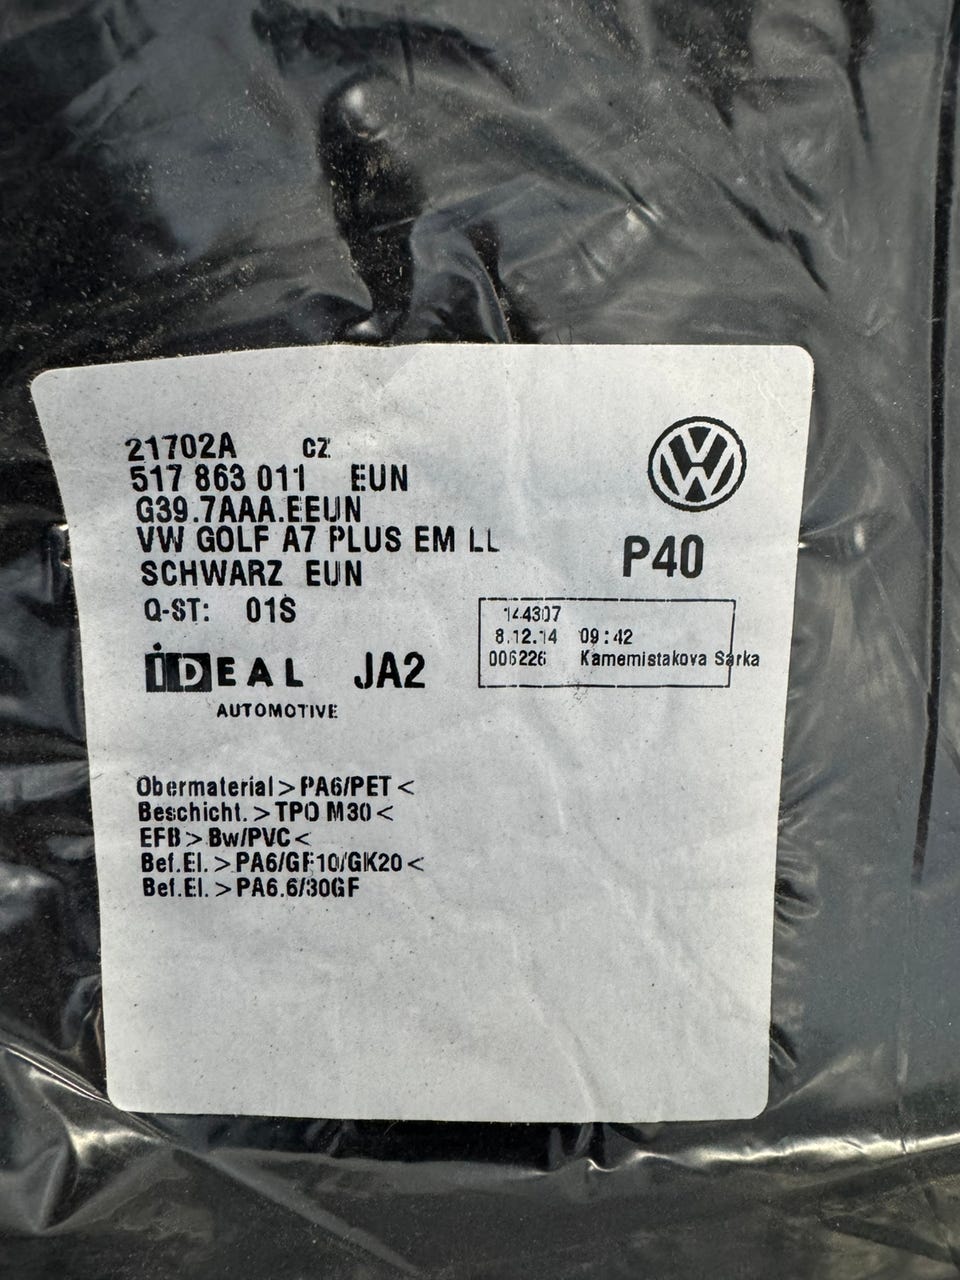 21702A CZ
517 863 011 EUN
G39.7AAA.EEUN
VW GOLF A7 PLUS EM LL
SCHWARZ EUN
Q-ST: 01S
P40
144307
8.12.14 09:42
006226 Kamemistakova Sarka
IDEAL JA2
AUTOMOTIVE
Obermaterial > PA6/PET <
Beschicht. > TPO M30 <
EFB > Bw/PVC <
Bef.El. > PA6/GF10/GK20 <
Bef.El. > PA6.6/30GF